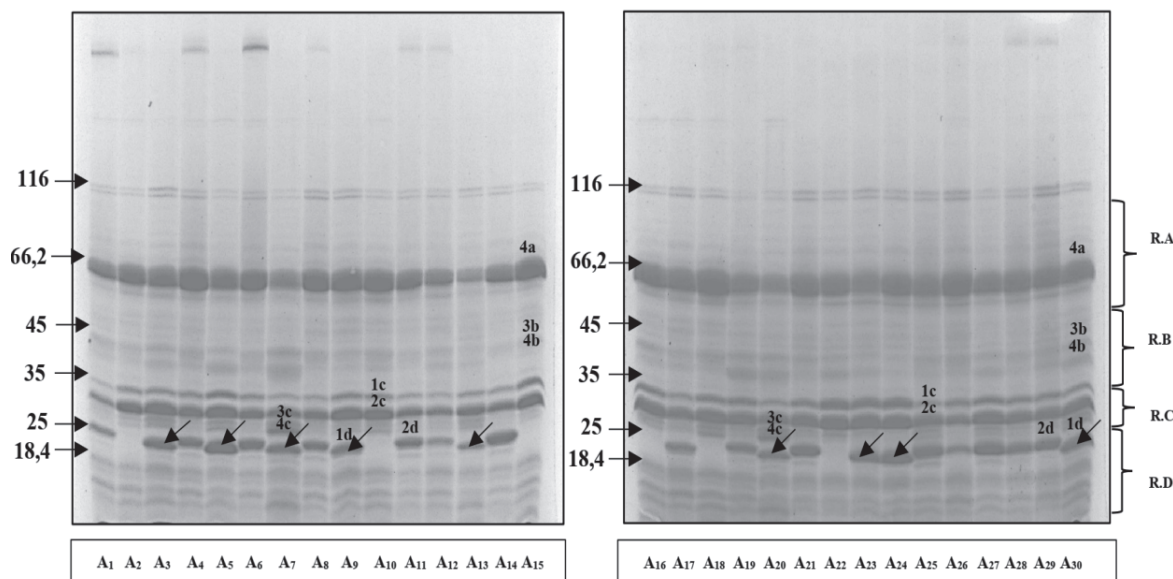 116
66,2
45
35
25
18,4
4a
3b
4b
1c
2c
3c
4c
1d
2d
A1 A2 A3 A4 A5 A6 A7 A8 A9 A10 A11 A12 A13 A14 A15
116
66,2
45
35
25
18,4
4a
3b
4b
1c
2c
3c
4c
2d
1d
R.A
R.B
R.C
R.D
A16 A17 A18 A19 A20 A21 A22 A23 A24 A25 A26 A27 A28 A29 A30